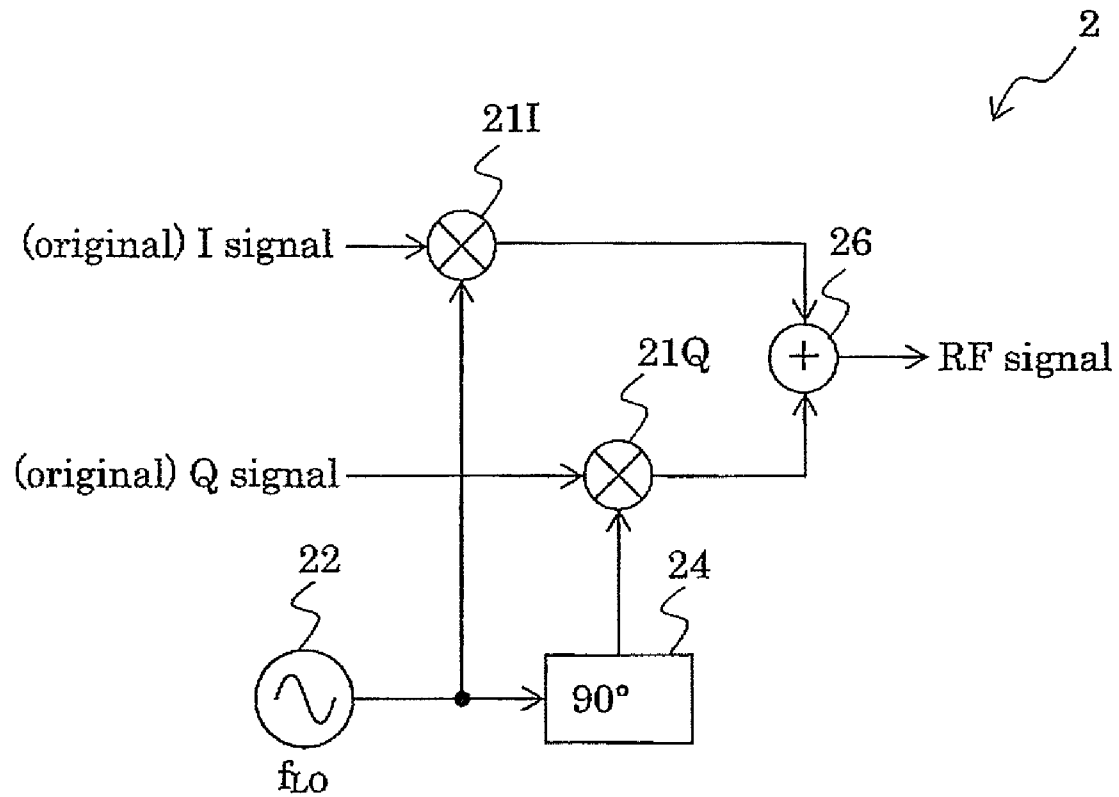 2
21I
(original) I signal
26
+
RF signal
21Q
(original) Q signal
22
24
90°
fLO